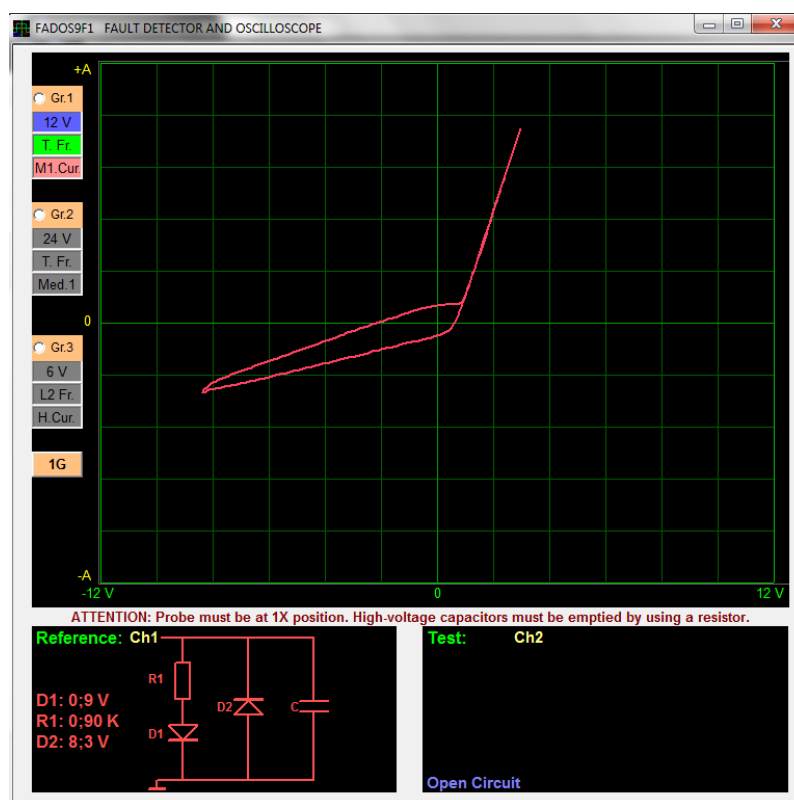 FADOS9F1 FAULT DETECTOR AND OSCILLOSCOPE
+A
Gr.1
12 V
T. Fr.
M1.Cur
Gr.2
24 V
T. Fr.
Med.1
0
Gr.3
6 V
L2 Fr.
H.Cur.
1G
-A
-12 V
0
12 V
ATTENTION: Probe must be at 1X position. High-voltage capacitors must be emptied by using a resistor.
Reference: Ch1
R1
D1: 0;9 V
R1: 0;90 K
D2: 8;3 V
D2
C
D1
Test: Ch2
Open Circuit